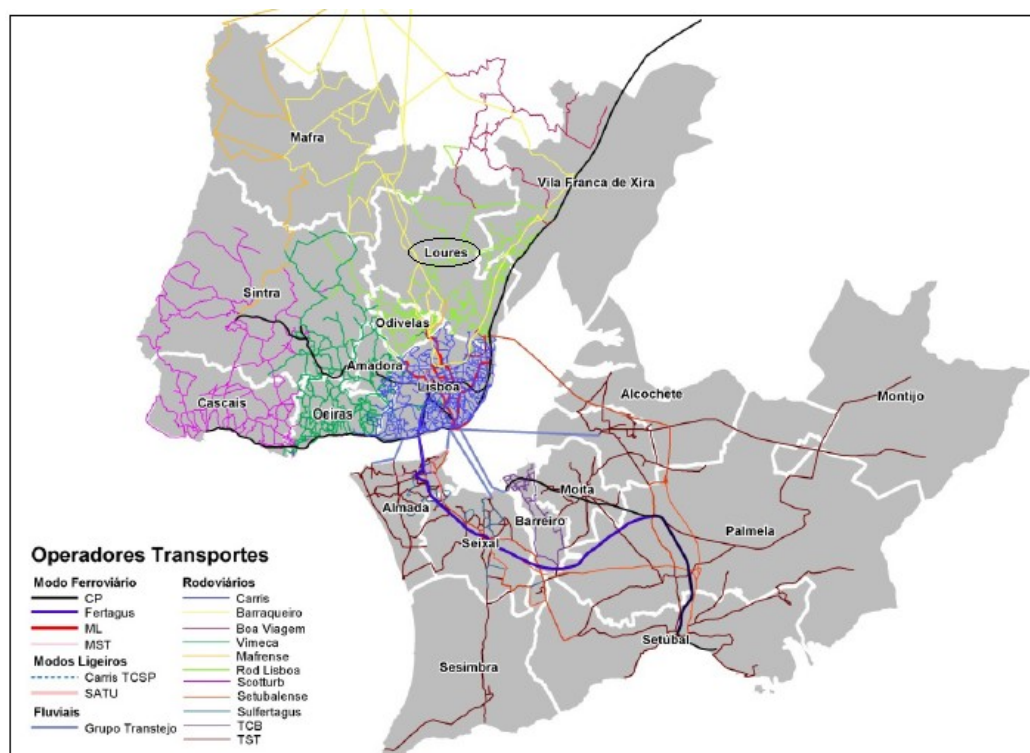 Mafra
Vila Franca de Xira
Loures
Sintra
Odivelas
Amadora
Lisboa
Cascais
Oeiras
Alcochete
Montijo
Moita
Almada
Barreiro
Palmela
Seixal
Setúbal
Sesimbra
Operadores Transportes
Modo Ferroviário
CP
Fertagus
ML
MST
Modos Ligeiros
Carris TCSP
SATU
Fluviais
Grupo Transtejo
Rodoviários
Carris
Barraqueiro
Boa Viagem
Vimeca
Mafrense
Rod Lisboa
Scotturb
Setubalense
Sulfertagus
TCB
TST